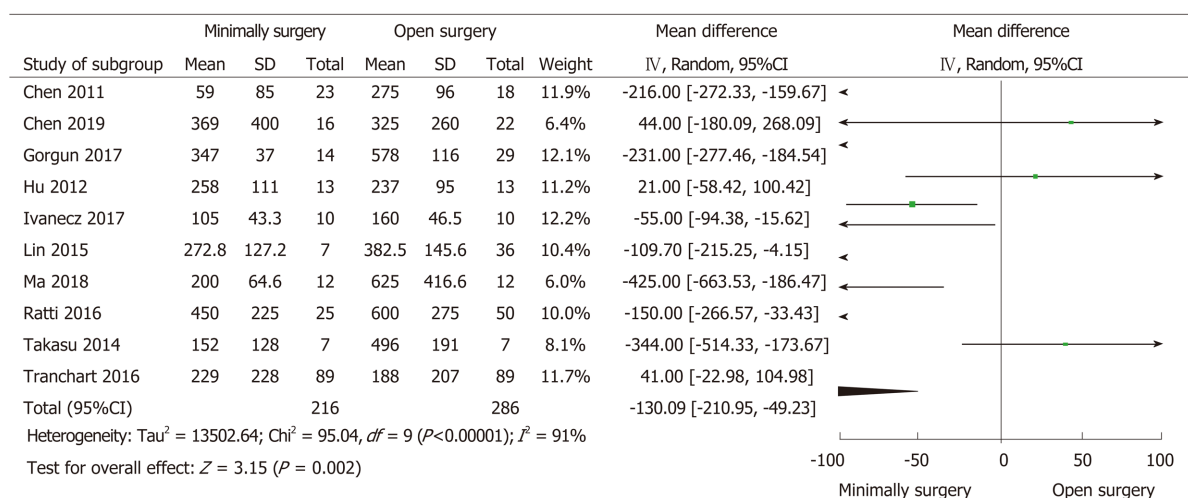 Minimally surgery Open surgery Mean difference Mean difference
Study of subgroup Mean SD Total Mean SD Total Weight Ⅳ, Random, 95%CI Ⅳ, Random, 95%CI
Chen 2011 59 85 23 275 96 18 11.9% -216.00 [-272.33, -159.67]
Chen 2019 369 400 16 325 260 22 6.4% 44.00 [-180.09, 268.09]
Gorgun 2017 347 37 14 578 116 29 12.1% -231.00 [-277.46, -184.54]
Hu 2012 258 111 13 237 95 13 11.2% 21.00 [-58.42, 100.42]
Ivanecz 2017 105 43.3 10 160 46.5 10 12.2% -55.00 [-94.38, -15.62]
Lin 2015 272.8 127.2 7 382.5 145.6 36 10.4% -109.70 [-215.25, -4.15]
Ma 2018 200 64.6 12 625 416.6 12 6.0% -425.00 [-663.53, -186.47]
Ratti 2016 450 225 25 600 275 50 10.0% -150.00 [-266.57, -33.43]
Takasu 2014 152 128 7 496 191 7 8.1% -344.00 [-514.33, -173.67]
Tranchart 2016 229 228 89 188 207 89 11.7% 41.00 [-22.98, 104.98]
Total (95%CI) 216 286 -130.09 [-210.95, -49.23]
Heterogeneity: Tau² = 13502.64; Chi² = 95.04, df = 9 (P<0.00001); I² = 91%
Test for overall effect: Z = 3.15 (P = 0.002)
-100 -50 0 50 100
Minimally surgery Open surgery